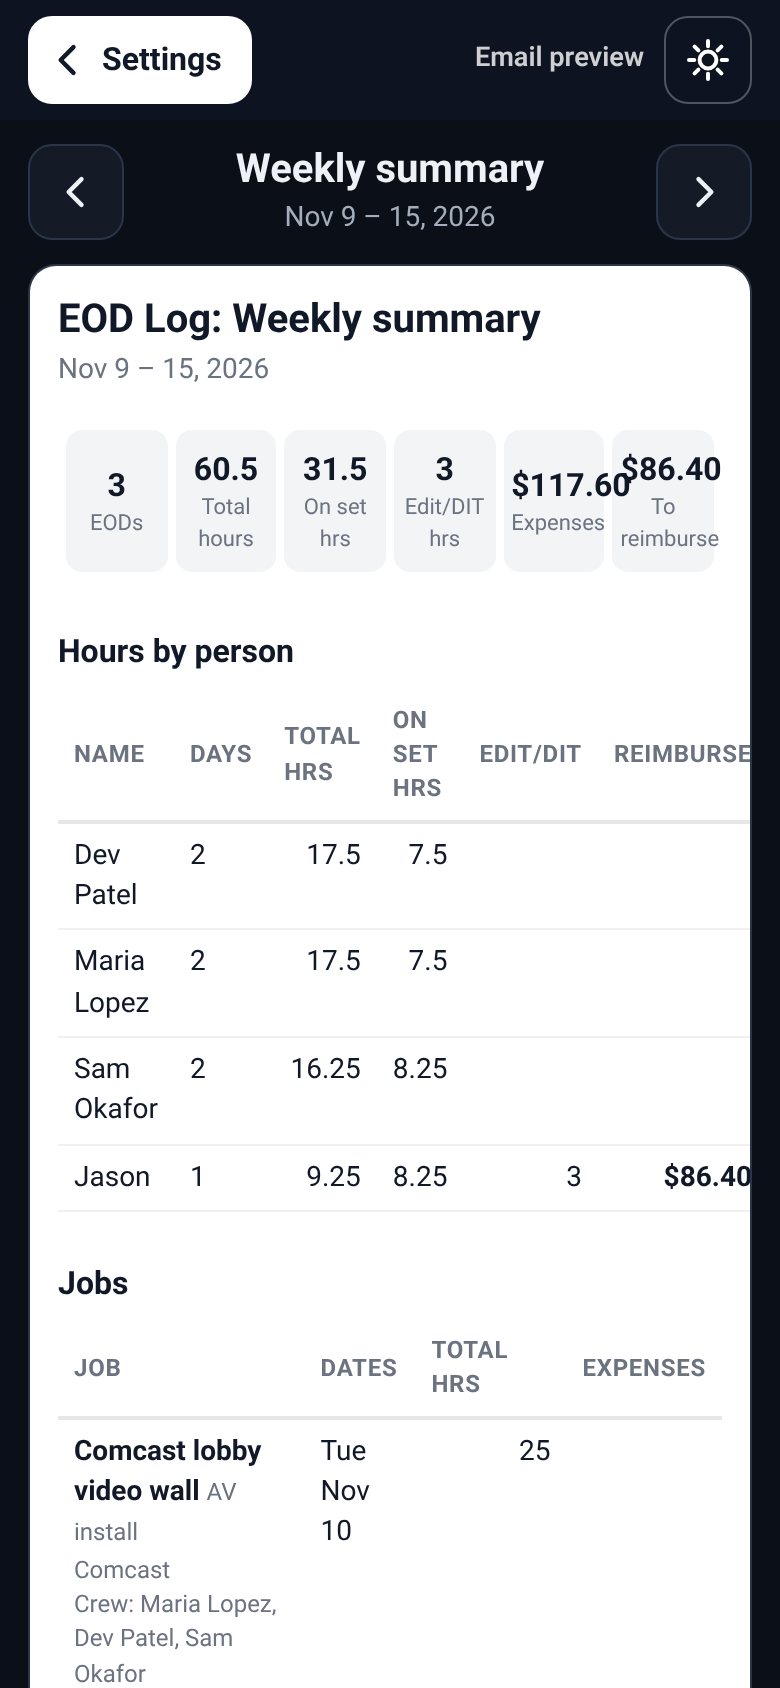 Settings
Email preview
Weekly summary
Nov 9 – 15, 2026
EOD Log: Weekly summary
Nov 9 – 15, 2026
3
EODs
60.5
Total
hours
31.5
On set
hrs
3
Edit/DIT
hrs
$117.60
Expenses
$86.40
To
reimburse
Hours by person
NAME
DAYS
TOTAL
HRS
ON
SET
HRS
EDIT/DIT
REIMBURSE
Dev
Patel
2
17.5
7.5
Maria
Lopez
2
17.5
7.5
Sam
Okafor
2
16.25
8.25
Jason
1
9.25
8.25
3
$86.40
Jobs
JOB
DATES
TOTAL
HRS
EXPENSES
Comcast lobby
video wall AV
install
Comcast
Crew: Maria Lopez,
Dev Patel, Sam
Okafor
Tue
Nov
10
25